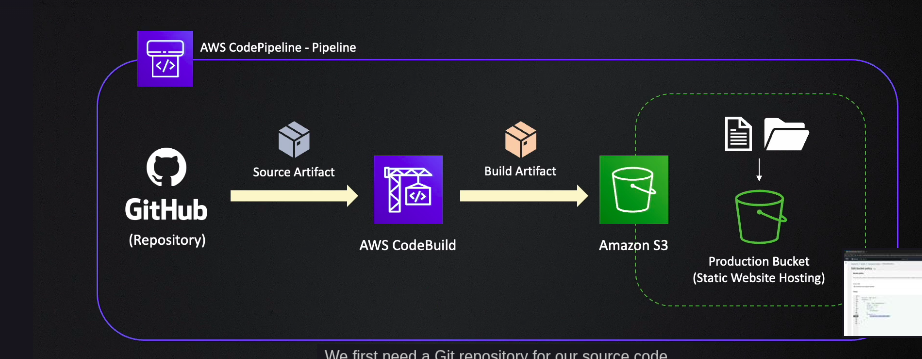 AWS CodePipeline - Pipeline
Source Artifact
Build Artifact
GitHub
(Repository)
AWS CodeBuild
Amazon S3
Production Bucket
(Static Website Hosting)
We first need a Git repository for our source code